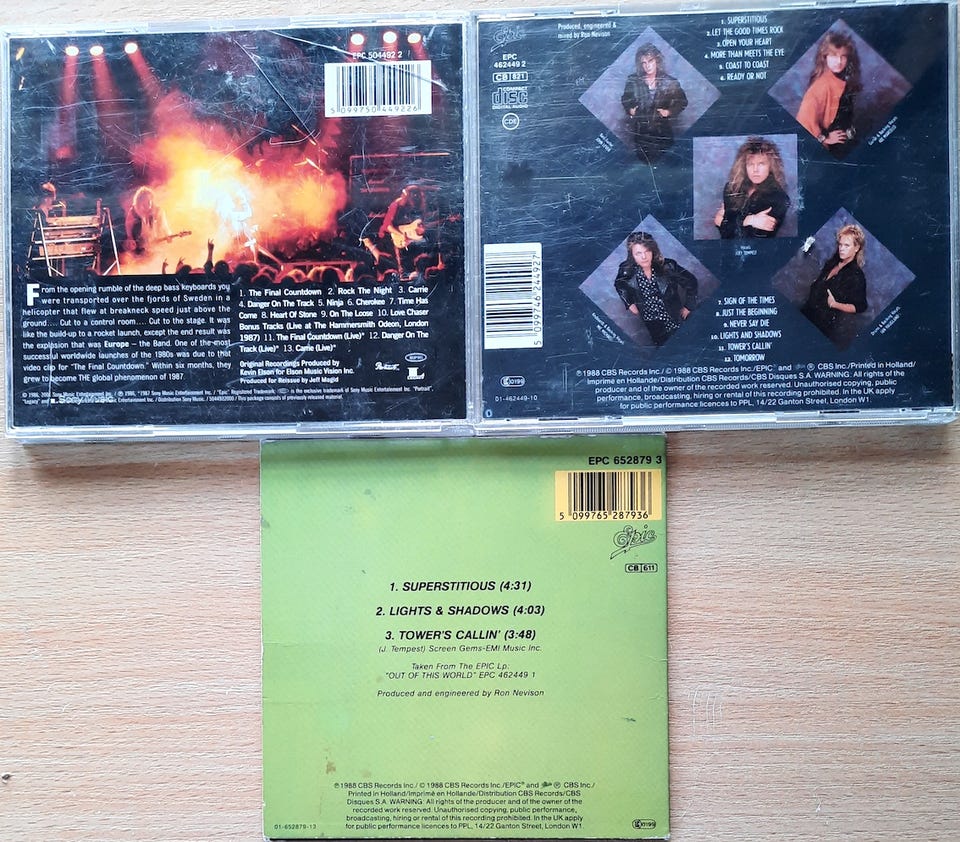 EPC 504492 2
5 099750 449226
From the opening rumble of the deep bass keyboards you
were transported over the fjords of Sweden in a
helicopter that flew at breakneck speed just above the
ground.... Cut to a control room.... Cut to the stage. It was
like the build-up to a rocket launch, except the end result was
the explosion that was Europe – the Band. One of the most
successful worldwide launches of the 1980s was due to that
video clip for "The Final Countdown." Within six months, they
grew to become THE global phenomenon of 1987.
1. The Final Countdown 2. Rock The Night 3. Carrie
4. Danger On The Track 5. Ninja 6. Cherokee 7. Time Has
Come 8. Heart Of Stone 9. On the Loose 10. Love Chaser
Bonus Tracks (Live at the Hammersmith Odeon, London
1987) 11. The Final Countdown (Live)* 12. Danger On The
Track (Live)* 13. Carrie (Live)*
Original Recordings Produced by
Kevin Elson for Elson Music Vision Inc.
Produced for Reissue by Jeff Magid
Epic
EPC
462449 2
CB 821
COMPACT
disc
DIGITAL AUDIO
CDE
Produced, engineered &
mixed by Ron Nevison
1. SUPERSTITIOUS
2. LET THE GOOD TIMES ROCK
3. OPEN YOUR HEART
4. MORE THAN MEETS THE EYE
5. COAST TO COAST
6. READY OR NOT
JOEY TEMPEST
5 099746 244927
7. SIGN OF THE TIMES
8. JUST THE BEGINNING
9. NEVER SAY DIE
10. LIGHTS AND SHADOWS
11. TOWER'S CALLIN'
12. TOMORROW
0199
01-462449-10
℗ 1988 CBS Records Inc./ © 1988 CBS Records Inc./EPIC and ℗ CBS Inc./Printed in Holland/
Imprimé en Hollande/Distribution CBS Records/CBS Disques S.A. WARNING: All rights of the
producer and of the owner of the recorded work reserved. Unauthorised copying, public
performance, broadcasting, hiring or rental of this recording prohibited. In the UK apply
for public performance licences to PPL, 14/22 Ganton Street, London W1.
EPC 652879 3
5 099765 287936
Epic
CB 611
1. SUPERSTITIOUS (4:31)
2. LIGHTS & SHADOWS (4:03)
3. TOWER'S CALLIN' (3:48)
(J. Tempest) Screen Gems-EMI Music Inc.
Taken From The EPIC Lp:
"OUT OF THIS WORLD" EPC 462449 1
Produced and engineered by Ron Nevison
℗ 1988 CBS Records Inc./ © 1988 CBS Records Inc./EPIC® and ℗ CBS Inc./
Printed in Holland/Imprimé en Hollande/Distribution CBS Records/CBS
Disques S.A. WARNING: All rights of the producer and of the owner of the
recorded work reserved. Unauthorised copying, public performance,
broadcasting, hiring or rental of this recording prohibited. In the UK apply
for public performance licences to PPL, 14/22 Ganton Street, London W1.
01-652879-13
0199